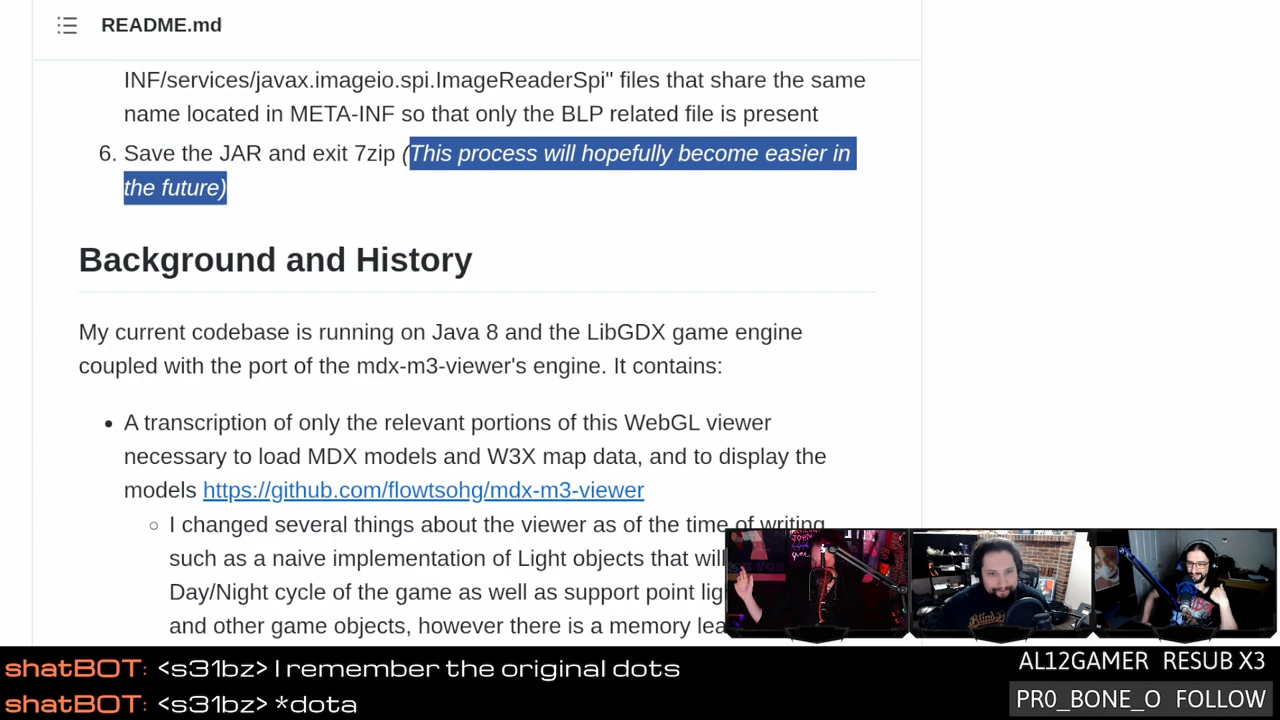 README.md
INF/services/javax.imageio.spi.ImageReaderSpi" files that share the same
name located in META-INF so that only the BLP related file is present
6. Save the JAR and exit 7zip (This process will hopefully become easier in
the future)
Background and History
My current codebase is running on Java 8 and the LibGDX game engine
coupled with the port of the mdx-m3-viewer's engine. It contains:
• A transcription of only the relevant portions of this WebGL viewer
necessary to load MDX models and W3X map data, and to display the
models https://github.com/flowtsohg/mdx-m3-viewer
◦ I changed several things about the viewer as of the time of writing
such as a naive implementation of Light objects that will
Day/Night cycle of the game as well as support point
and other game objects, however there is a memory
shatBOT: <s31bz> I remember the original dots
shatBOT: <s31bz> *dota
AL12GAMER RESUB X3
PR0_BONE_O FOLLOW